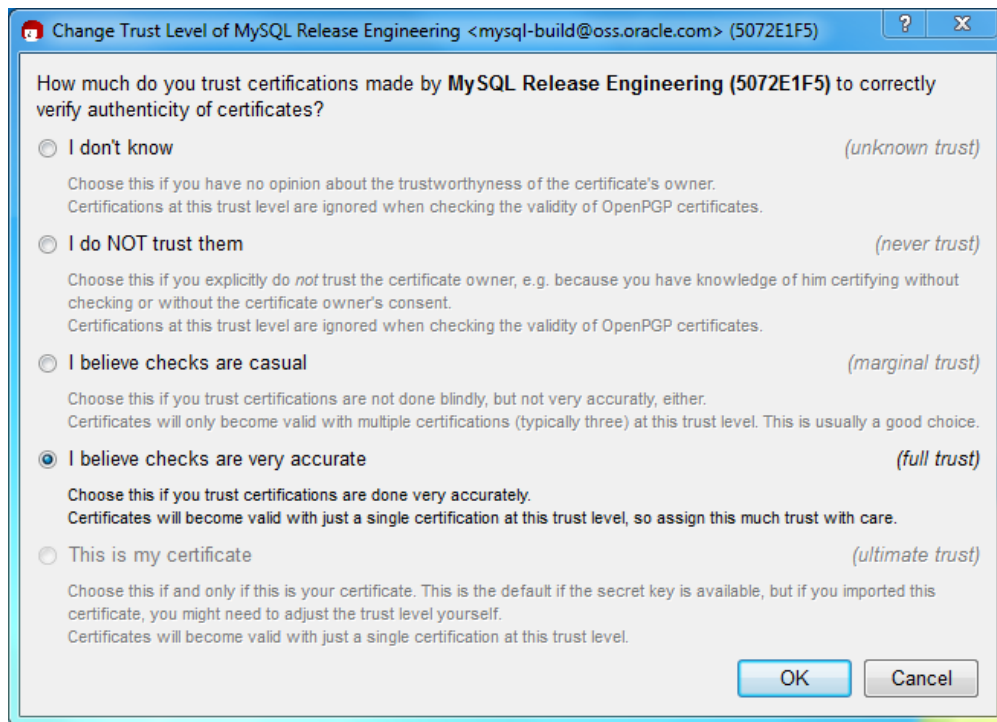 Change Trust Level of MySQL Release Engineering <mysql-build@oss.oracle.com> (5072E1F5)
How much do you trust certifications made by MySQL Release Engineering (5072E1F5) to correctly
verify authenticity of certificates?
I don't know (unknown trust)
Choose this if you have no opinion about the trustworthyness of the certificate's owner.
Certifications at this trust level are ignored when checking the validity of OpenPGP certificates.
I do NOT trust them (never trust)
Choose this if you explicitly do not trust the certificate owner, e.g. because you have knowledge of him certifying without
checking or without the certificate owner's consent.
Certifications at this trust level are ignored when checking the validity of OpenPGP certificates.
I believe checks are casual (marginal trust)
Choose this if you trust certifications are not done blindly, but not very accuratly, either.
Certificates will only become valid with multiple certifications (typically three) at this trust level. This is usually a good choice.
I believe checks are very accurate (full trust)
Choose this if you trust certifications are done very accurately.
Certificates will become valid with just a single certification at this trust level, so assign this much trust with care.
This is my certificate (ultimate trust)
Choose this if and only if this is your certificate. This is the default if the secret key is available, but if you imported this
certificate, you might need to adjust the trust level yourself.
Certificates will become valid with just a single certification at this trust level.
OK Cancel